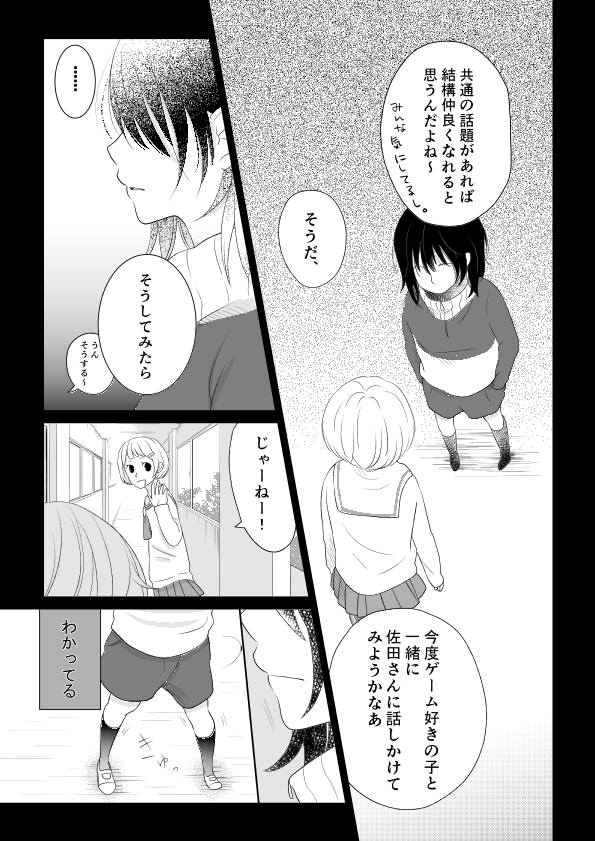 共通の話題があれば
結構仲良くなれると
思うんだよね〜
みんな気にしてるし。
そうだ、
今度ゲーム好きの子と
一緒に
佐田さんに話しかけて
みようかなあ
……
そうしてみたら
うん
そうする〜
じゃーねー!
わかってる
きゅっ